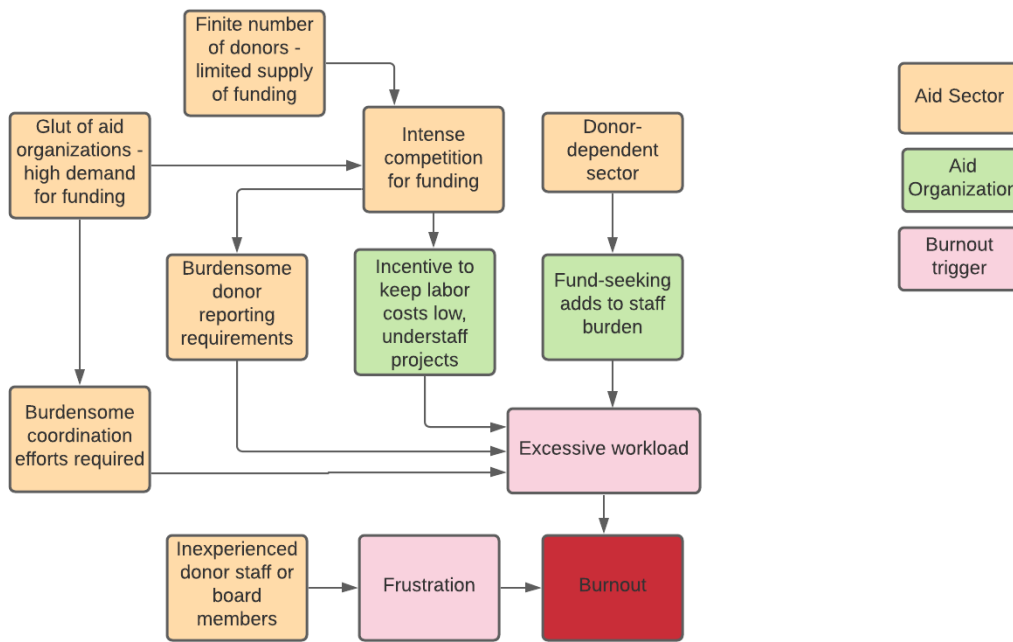 Finite number
of donors -
limited supply
of funding
Glut of aid
organizations -
high demand
for funding
Intense
competition
for funding
Donor-
dependent
sector
Aid Sector
Aid
Organization
Burnout
trigger
Burdensome
donor
reporting
requirements
Incentive to
keep labor
costs low,
understaff
projects
Fund-seeking
adds to staff
burden
Burdensome
coordination
efforts required
Excessive workload
Inexperienced
donor staff or
board
members
Frustration
Burnout